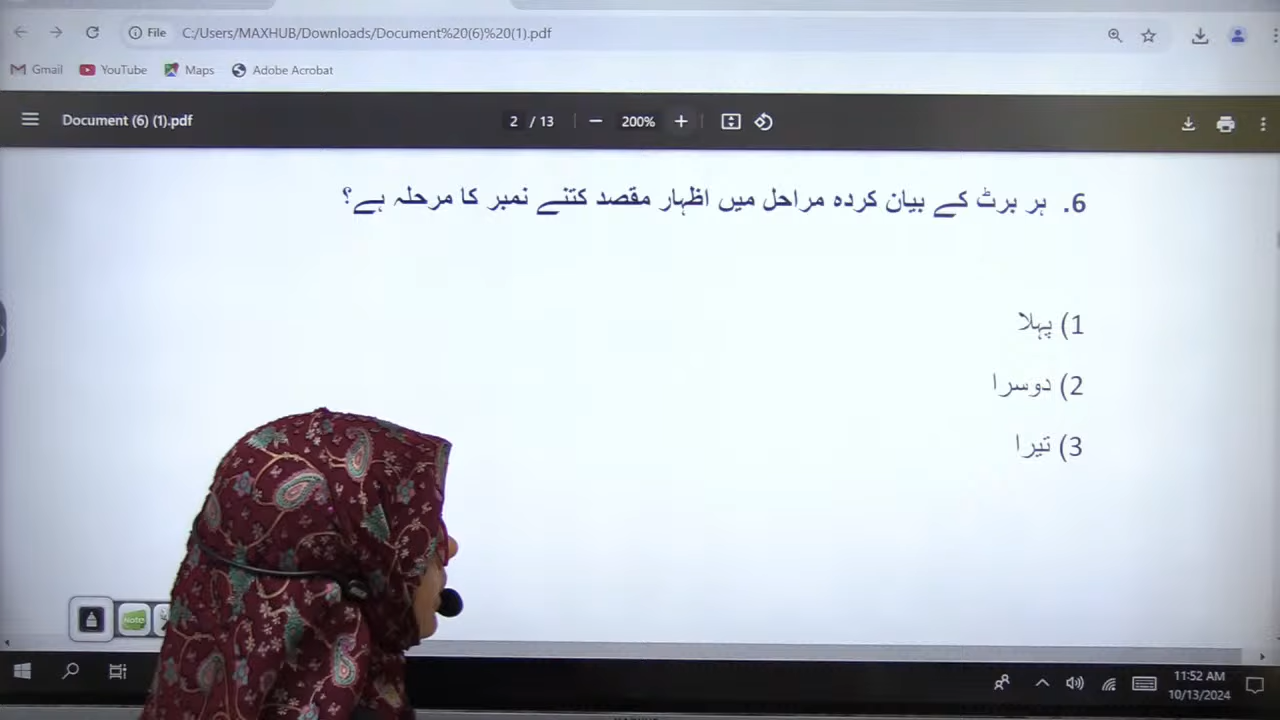 File
C:/Users/MAXHUB/Downloads/Document%20(6)%20(1).pdf
Gmail
YouTube
Maps
Adobe Acrobat
Document (6) (1).pdf
2 / 13
200%
6. ہر برٹ کے بیان کردہ مراحل میں اظہار مقصد کتنے نمبر کا مرحلہ ہے؟
1) پہلا
2) دوسرا
3) تیرا
Note
11:52 AM
10/13/2024